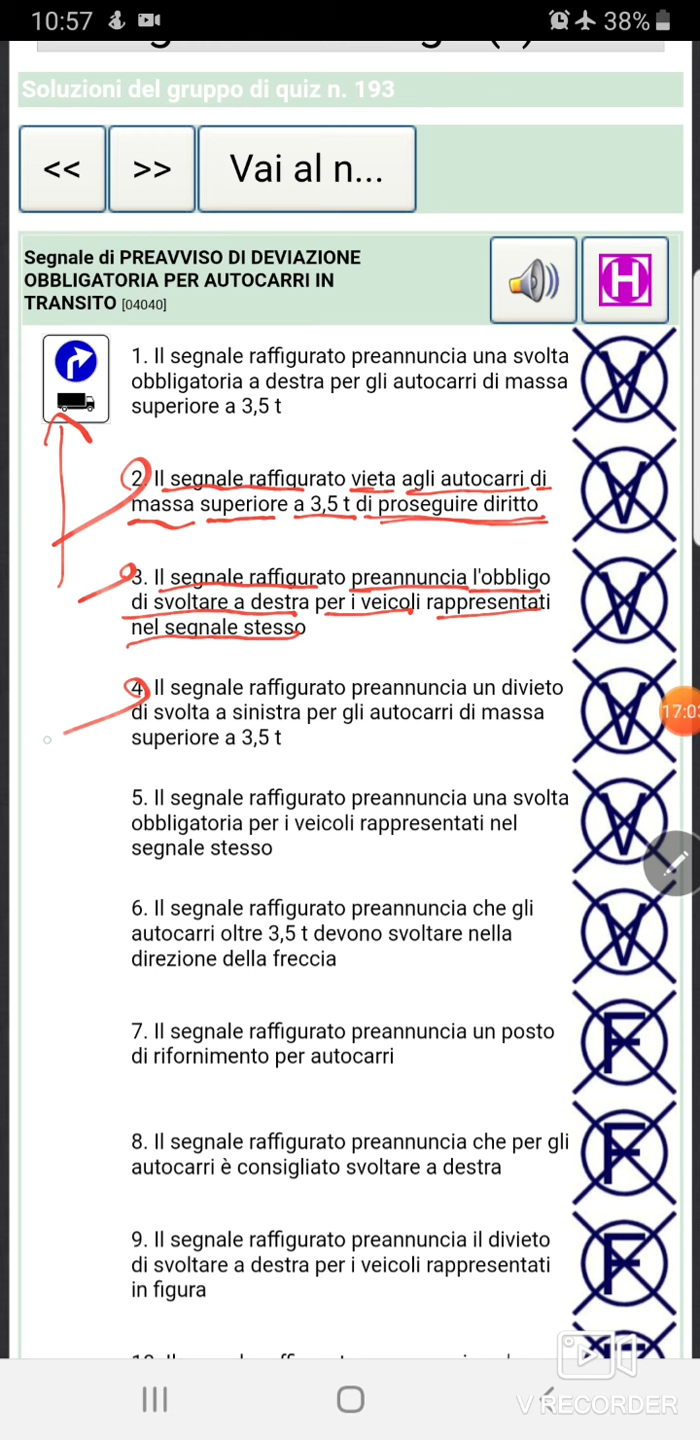 10:57
38%
Soluzioni del gruppo di quiz n. 193
<<
>>
Vai al n...
Segnale di PREAVVISO DI DEVIAZIONE
OBBLIGATORIA PER AUTOCARRI IN
TRANSITO [04040]
H
1. Il segnale raffigurato preannuncia una svolta
obbligatoria a destra per gli autocarri di massa
superiore a 3,5 t
V
2. Il segnale raffigurato vieta agli autocarri di
massa superiore a 3,5 t di proseguire diritto
V
3. Il segnale raffigurato preannuncia l'obbligo
di svoltare a destra per i veicoli rappresentati
nel segnale stesso
V
4. Il segnale raffigurato preannuncia un divieto
di svolta a sinistra per gli autocarri di massa
superiore a 3,5 t
V
17:03
5. Il segnale raffigurato preannuncia una svolta
obbligatoria per i veicoli rappresentati nel
segnale stesso
V
6. Il segnale raffigurato preannuncia che gli
autocarri oltre 3,5 t devono svoltare nella
direzione della freccia
V
7. Il segnale raffigurato preannuncia un posto
di rifornimento per autocarri
F
8. Il segnale raffigurato preannuncia che per gli
autocarri è consigliato svoltare a destra
F
9. Il segnale raffigurato preannuncia il divieto
di svoltare a destra per i veicoli rappresentati
in figura
F
V RECORDER